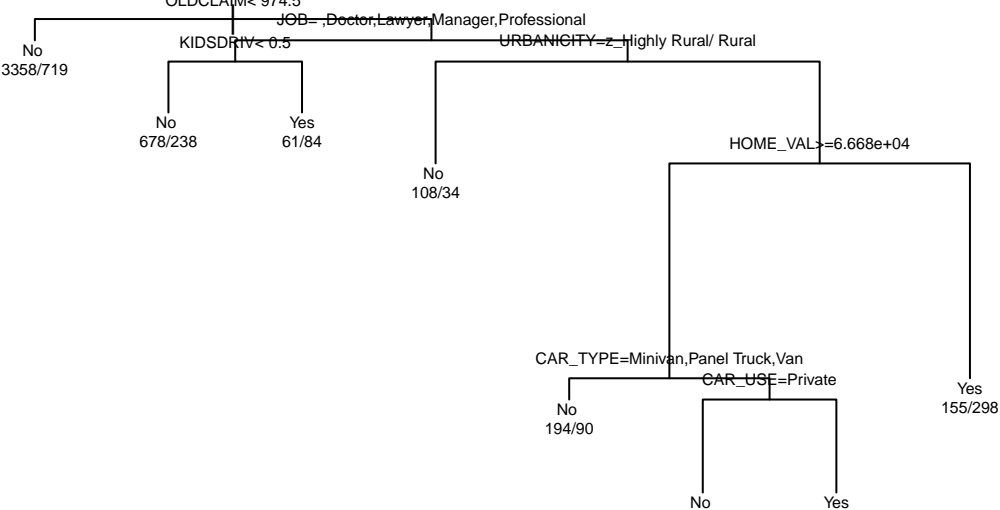 OLDCLAIM< 974.5
JOB= ,Doctor,Lawyer,Manager,Professional
No
3358/719
KIDSDRIV< 0.5
URBANICITY=z_Highly Rural/ Rural
No
678/238
Yes
61/84
HOME_VAL>=6.668e+04
No
108/34
CAR_TYPE=Minivan,Panel Truck,Van
CAR_USE=Private
Yes
155/298
No
194/90
No
Yes